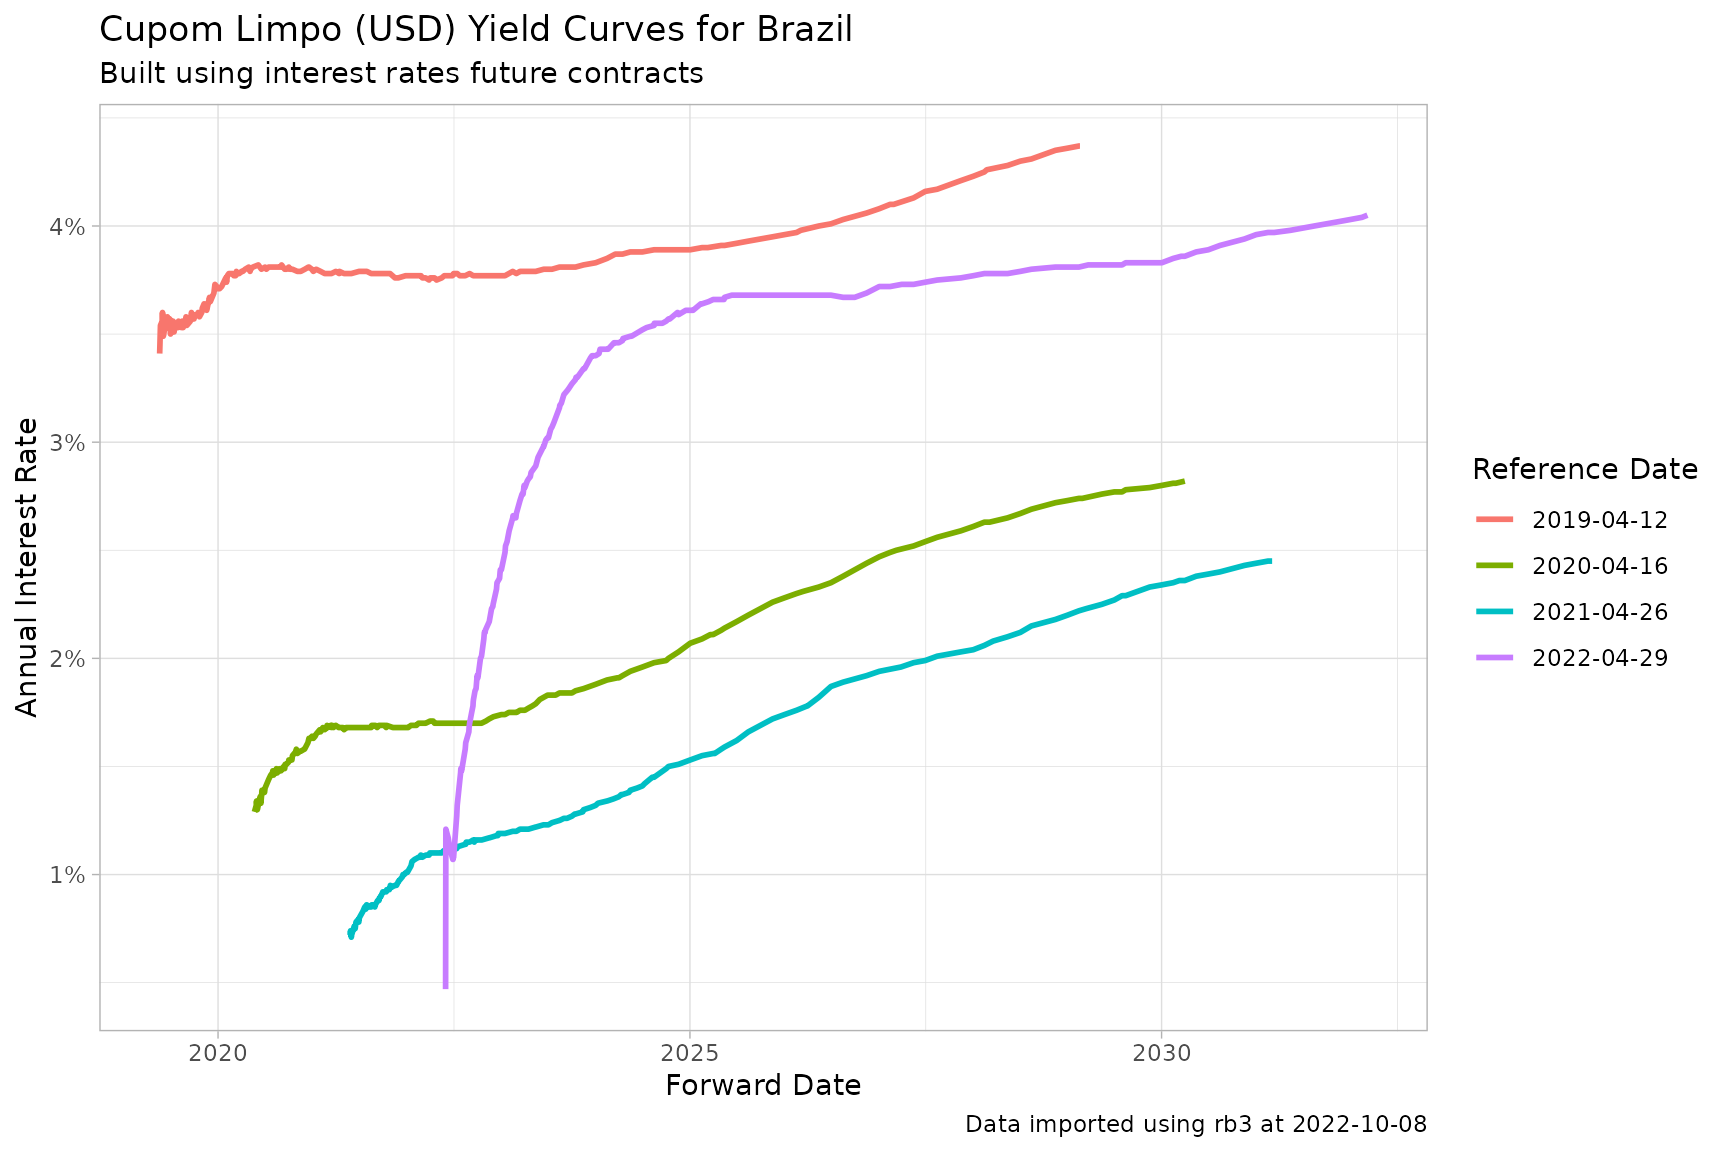 Cupom Limpo (USD) Yield Curves for Brazil
Built using interest rates future contracts
Annual Interest Rate
4%
3%
2%
1%
2020
2025
2030
Forward Date
Reference Date
2019-04-12
2020-04-16
2021-04-26
2022-04-29
Data imported using rb3 at 2022-10-08